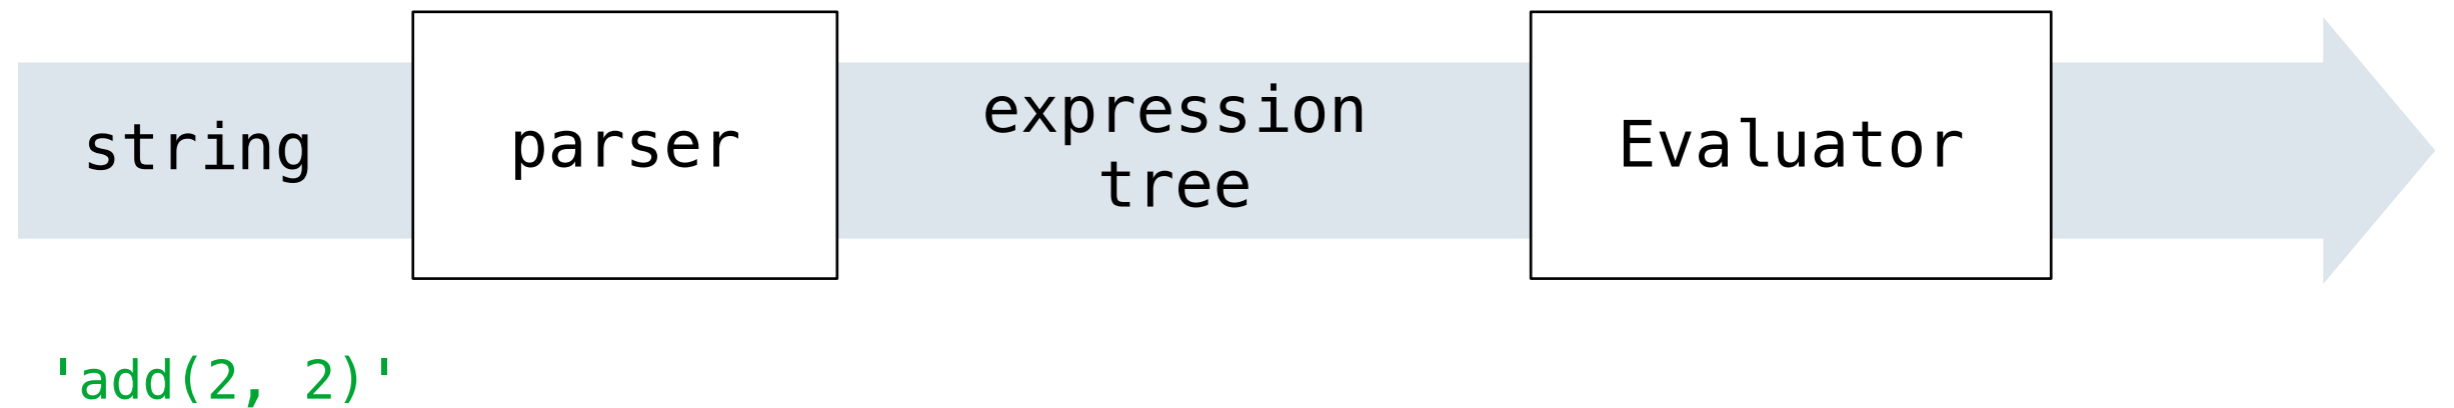 string
parser
expression
tree
Evaluator
'add(2, 2)'